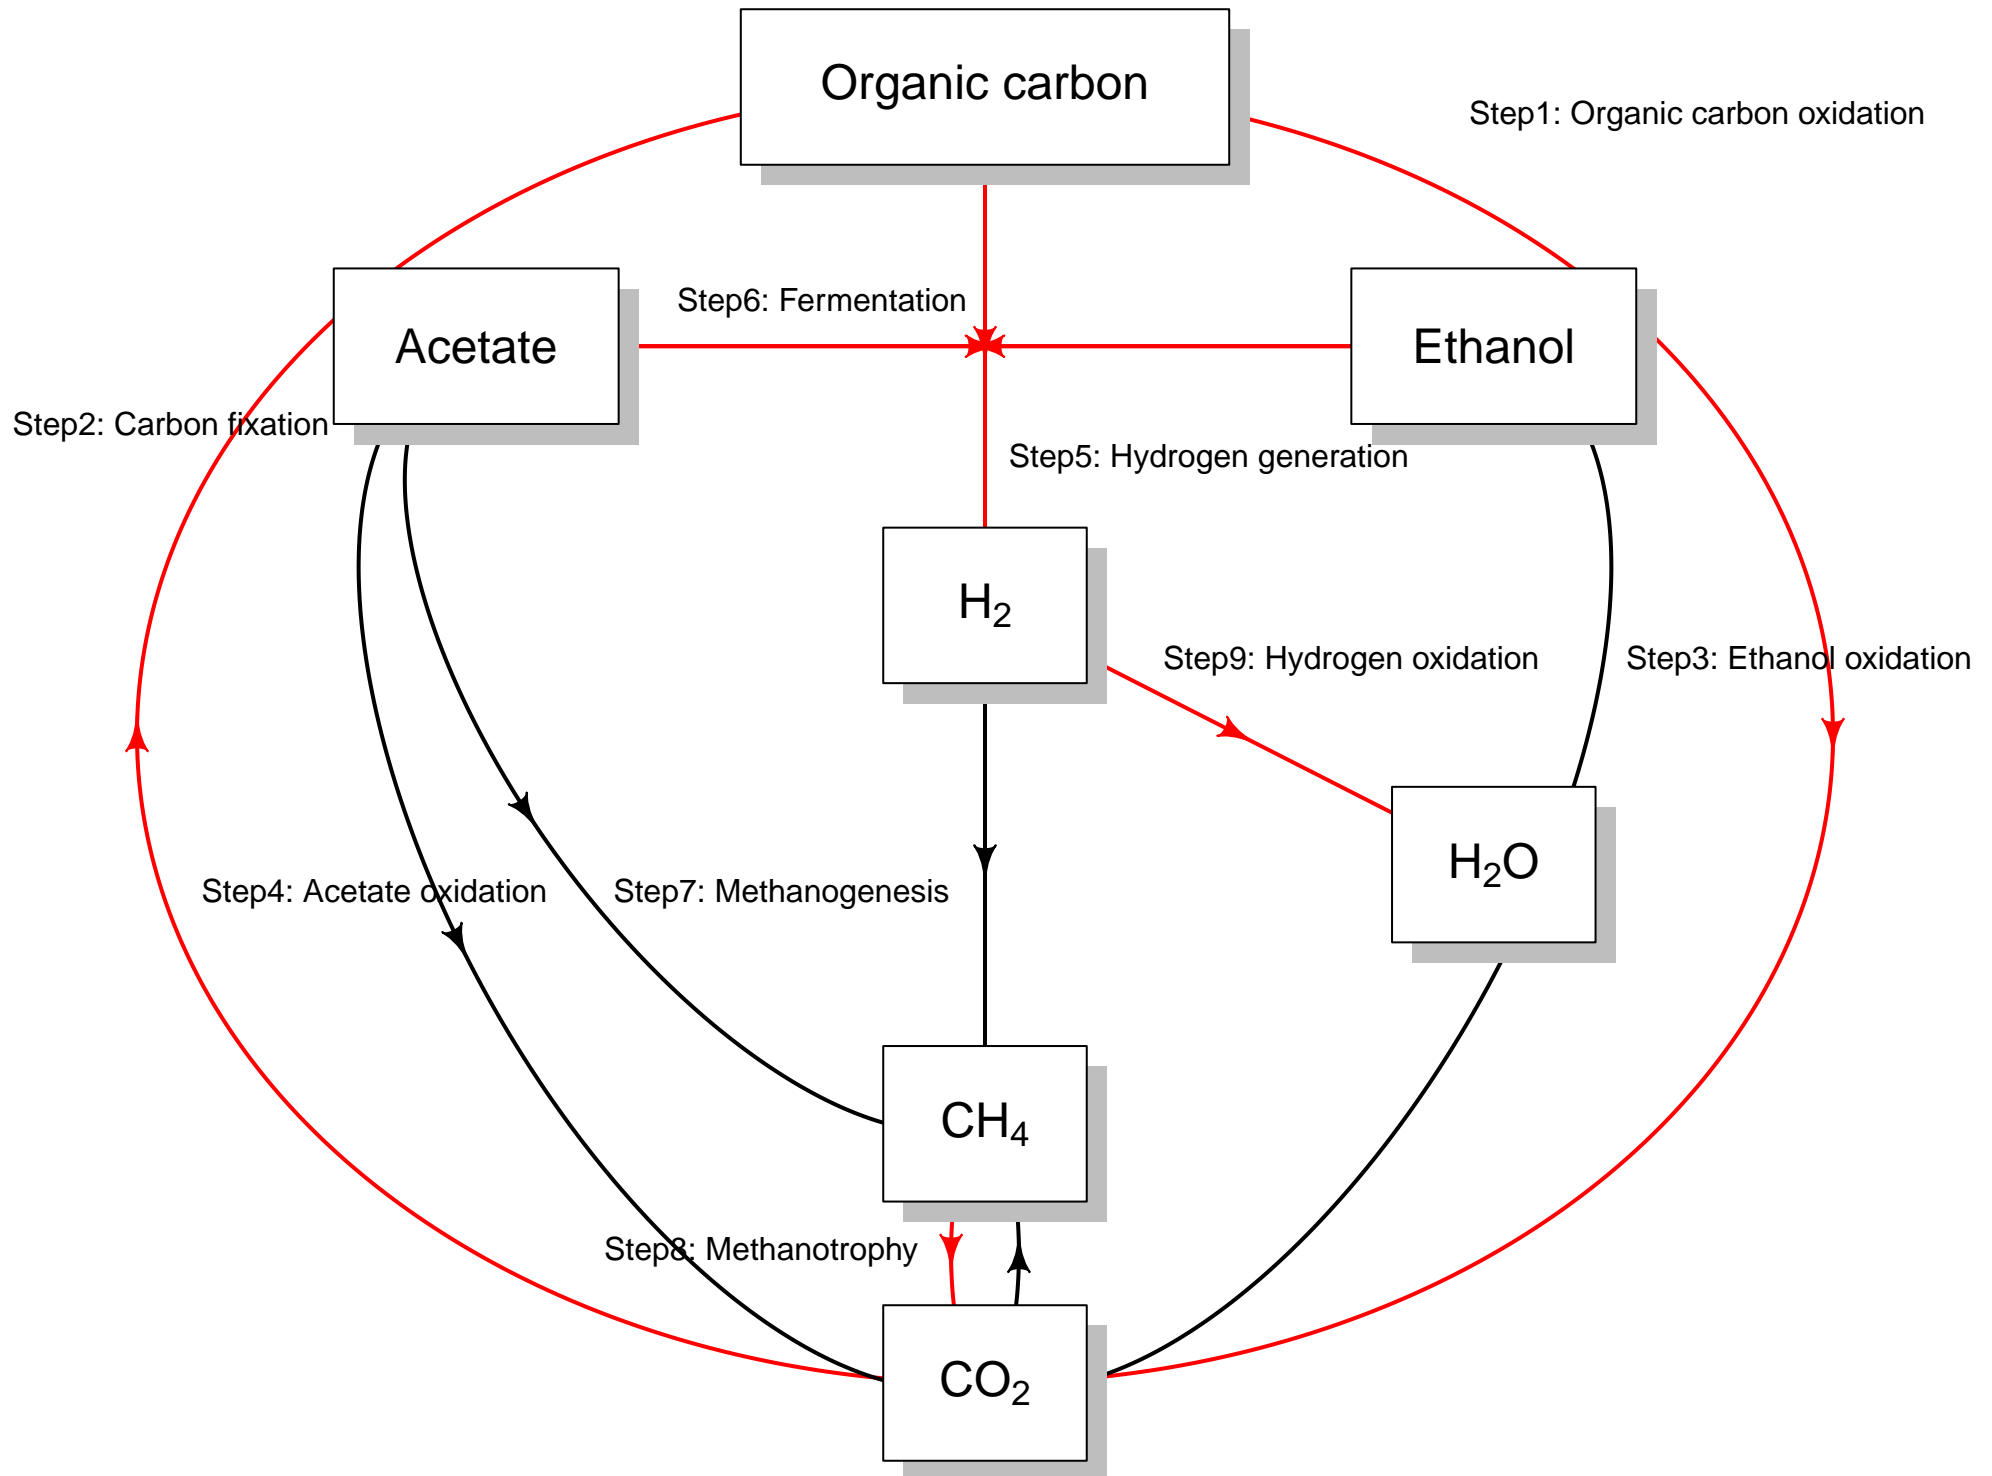 Organic carbon
Step1: Organic carbon oxidation
Step6: Fermentation
Acetate
Ethanol
Step2: Carbon fixation
Step5: Hydrogen generation
H₂
Step9: Hydrogen oxidation
Step3: Ethanol oxidation
H₂O
Step4: Acetate oxidation
Step7: Methanogenesis
CH₄
Step8: Methanotrophy
CO₂